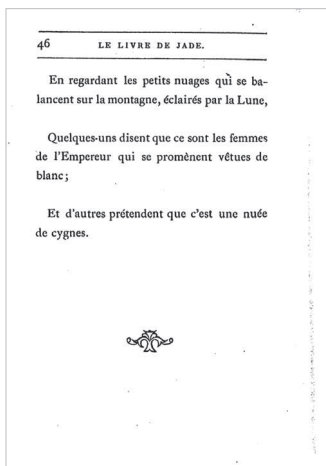 46 LE LIVRE DE JADE.
En regardant les petits nuages qui se ba-
lancent sur la montagne, éclairés par la Lune,
Quelques-uns disent que ce sont les femmes
de l'Empereur qui se promènent vêtues de
blanc;
Et d'autres prétendent que c'est une nuée
de cygnes.